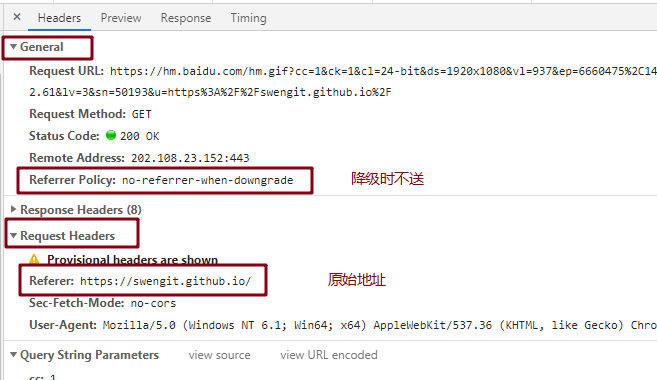 × Headers Preview Response Timing
▼ General
Request URL: https://hm.baidu.com/hm.gif?cc=1&ck=1&cl=24-bit&ds=1920x1080&vl=937&ep=6660475%2C14
2.61&lv=3&sn=50193&u=https%3A%2F%2Fswengit.github.io%2F
Request Method: GET
Status Code: 200 OK
Remote Address: 202.108.23.152:443
Referrer Policy: no-referrer-when-downgrade 降级时不送
▶ Response Headers (8)
▼ Request Headers
Provisional headers are shown
Referer: https://swengit.github.io/ 原始地址
Sec-Fetch-Mode: no-cors
User-Agent: Mozilla/5.0 (Windows NT 6.1; Win64; x64) AppleWebKit/537.36 (KHTML, like Gecko) Chro
▼ Query String Parameters view source view URL encoded
cc: 1